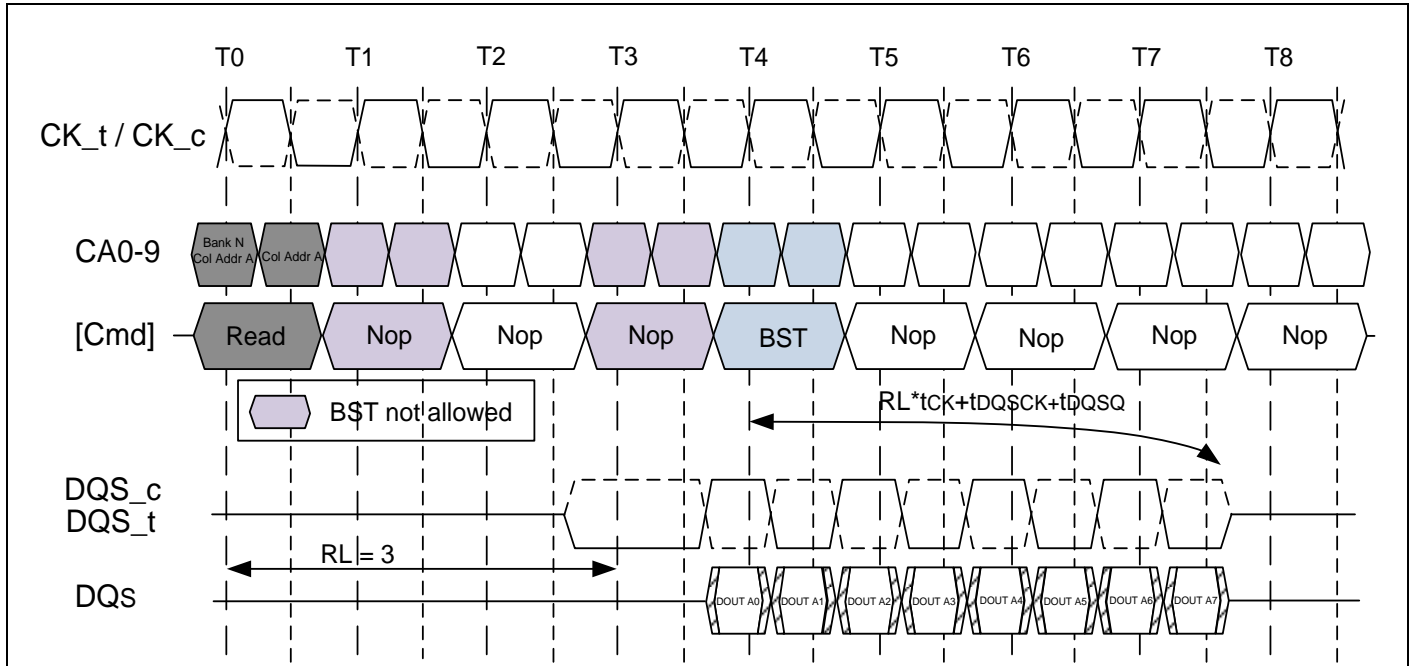 T0 T1 T2 T3 T4 T5 T6 T7 T8
CK_t / CK_c
CA0-9
Bank N
Col Addr A
Col Addr A
[Cmd]
Read Nop Nop Nop BST Nop Nop Nop Nop
BST not allowed
RL*tCK+tDQSCK+tDQSQ
DQS_c
DQS_t
RL = 3
DQs
DOUT A0 DOUT A1 DOUT A2 DOUT A3 DOUT A4 DOUT A5 DOUT A6 DOUT A7